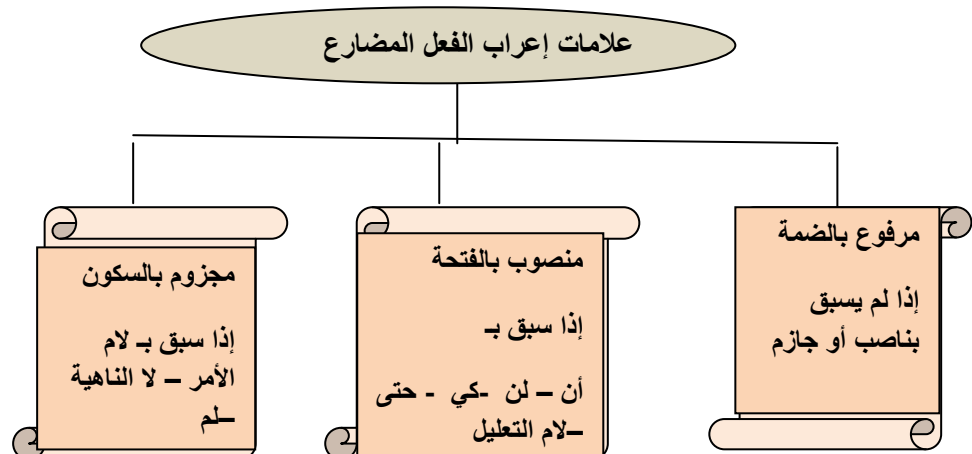 علامات إعراب الفعل المضارع
مرفوع بالضمة
إذا لم يسبق
بناصب أو جازم
منصوب بالفتحة
إذا سبق بـ
أن – لن -كي - حتى
–لام التعليل
مجزوم بالسكون
إذا سبق بـ لام
الأمر – لا الناهية
–لم